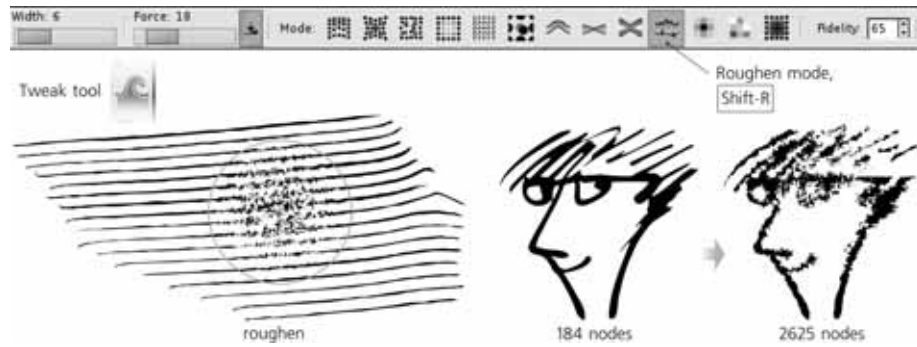 Width: 6 Force: 18 Mode: Fidelity: 65
Roughen mode,
Shift-R
Tweak tool
roughen 184 nodes 2625 nodes